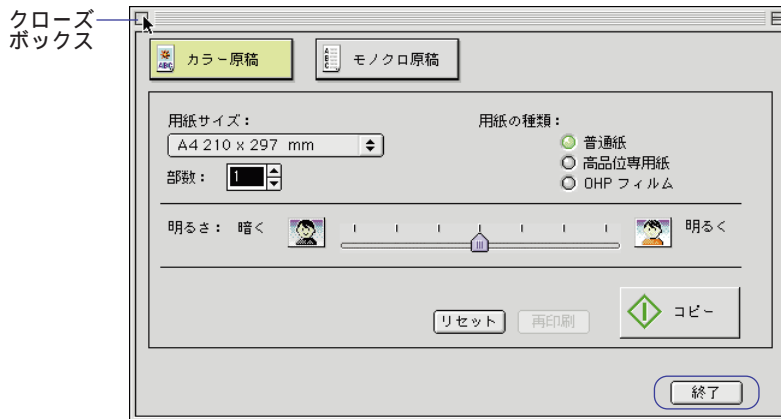 クローズ
ボックス
カラー原稿
モノクロ原稿
用紙サイズ：
A4 210 x 297 mm
部数：
1
用紙の種類：
普通紙
高品位専用紙
OHP フィルム
明るさ：
暗く
明るく
リセット
再印刷
コピー
終了